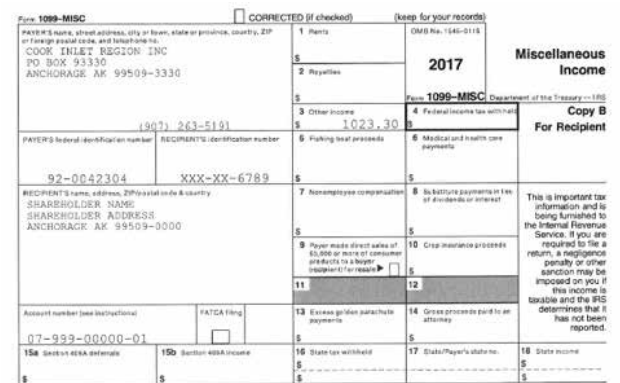 Form 1099-MISC
CORRECTED (if checked)
(keep for your records)
PAYER'S name, street address, city or town, state or province, country, ZIP
or foreign postal code, and telephone no.
COOK INLET REGION INC
PO BOX 93330
ANCHORAGE AK 99509-3330
(907) 263-5191
1 Rents
$
2 Royalties
$
OMB No. 1545-0115
2017
Form 1099-MISC
Miscellaneous
Income
Department of the Treasury -- IRS
3 Other income
$ 1023.30
4 Federal income tax withheld
$
Copy B
For Recipient
PAYER'S federal identification number
92-0042304
RECIPIENT'S identification number
XXX-XX-6789
5 Fishing boat proceeds
$
6 Medical and health care
payments
$
RECIPIENT'S name, address, ZIP/postal code & country
SHAREHOLDER NAME
SHAREHOLDER ADDRESS
ANCHORAGE AK 99509-0000
7 Nonemployee compensation
$
8 Substitute payments in lieu
of dividends or interest
$
9 Payer made direct sales of
$5,000 or more of consumer
products to a buyer
(recipient) for resale ▶
10 Crop insurance proceeds
$
11
12
This is important tax
information and is
being furnished to
the Internal Revenue
Service. If you are
required to file a
return, a negligence
penalty or other
sanction may be
imposed on you if
this income is
taxable and the IRS
determines that it
has not been
reported.
Account number (see instructions)
07-999-00000-01
FATCA filing
13 Excess golden parachute
payments
$
14 Gross proceeds paid to an
attorney
$
15a Section 409A deferrals
$
15b Section 409A income
$
16 State tax withheld
$
$
17 State/Payer's state no.
18 State income
$
$